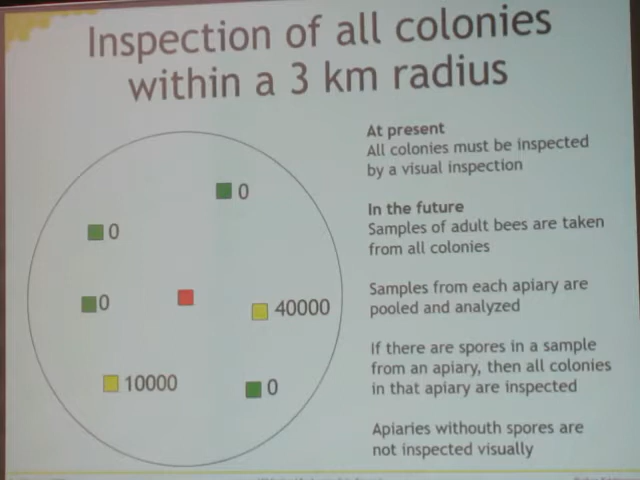 Inspection of all colonies
within a 3 km radius
At present
All colonies must be inspected
by a visual inspection
In the future
Samples of adult bees are taken
from all colonies
Samples from each apiary are
pooled and analyzed
If there are spores in a sample
from an apiary, then all colonies
in that apiary are inspected
Apiaries withouth spores are
not inspected visually
0
0
0
40000
10000
0